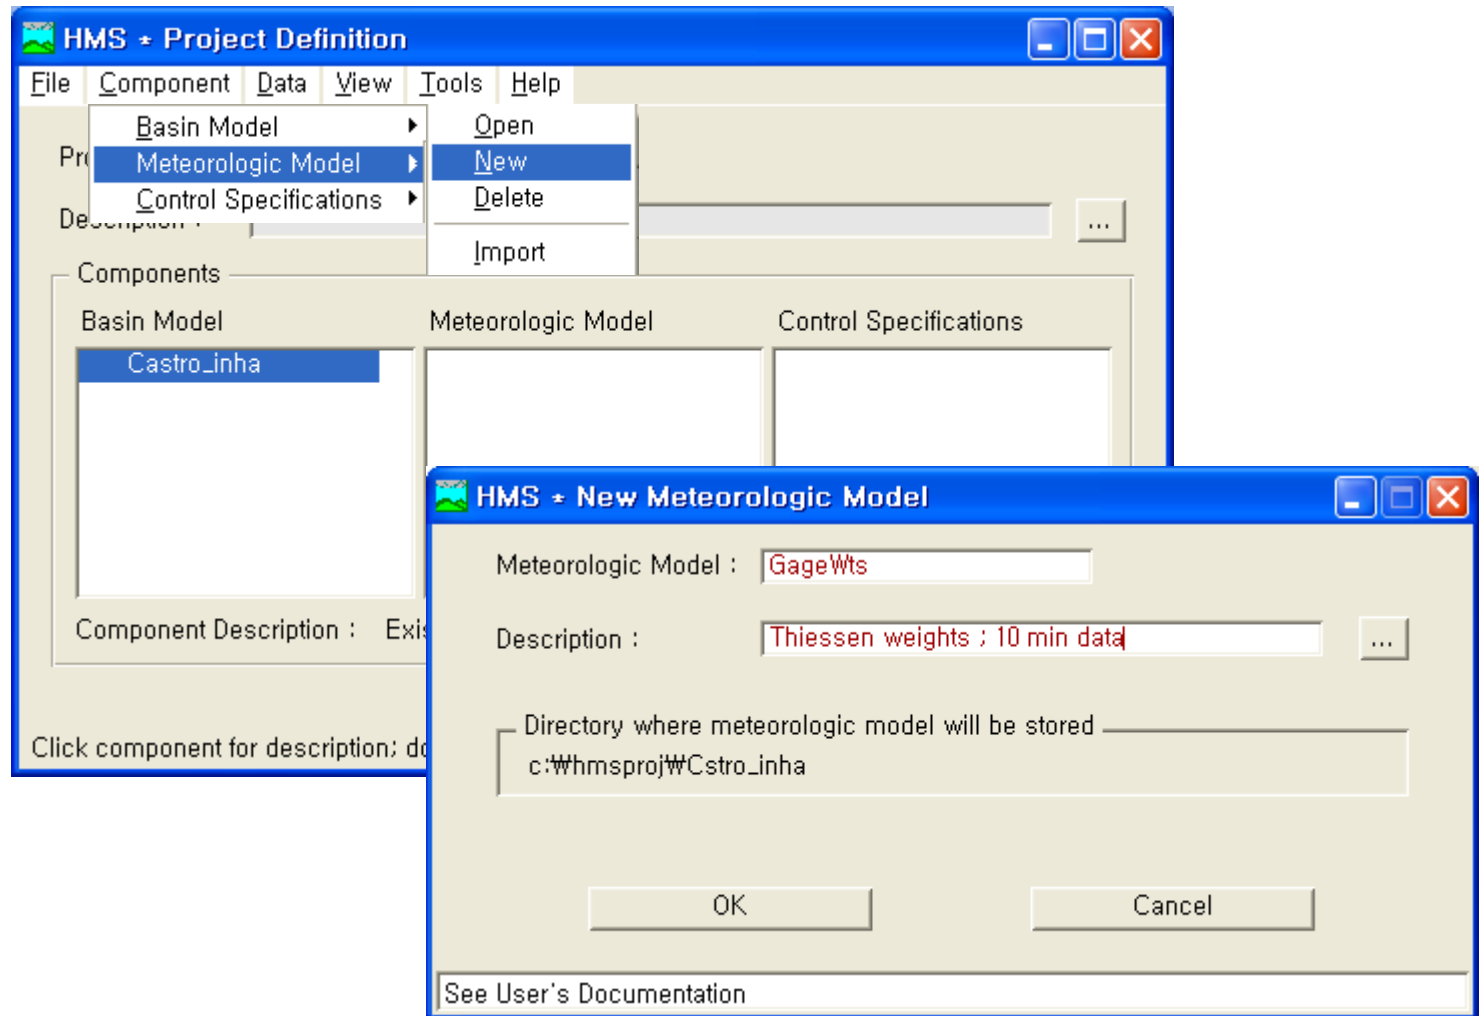 HMS * Project Definition
File Component Data View Tools Help
Basin Model
Meteorologic Model
Control Specifications
Open
New
Delete
Import
Description :
...
Components
Basin Model Meteorologic Model Control Specifications
Castro_inha
Component Description :
Click component for description;
HMS * New Meteorologic Model
Meteorologic Model : GageWts
Description : Thiessen weights ; 10 min data
...
Directory where meteorologic model will be stored
c:₩hmsproj₩Cstro_inha
OK Cancel
See User's Documentation